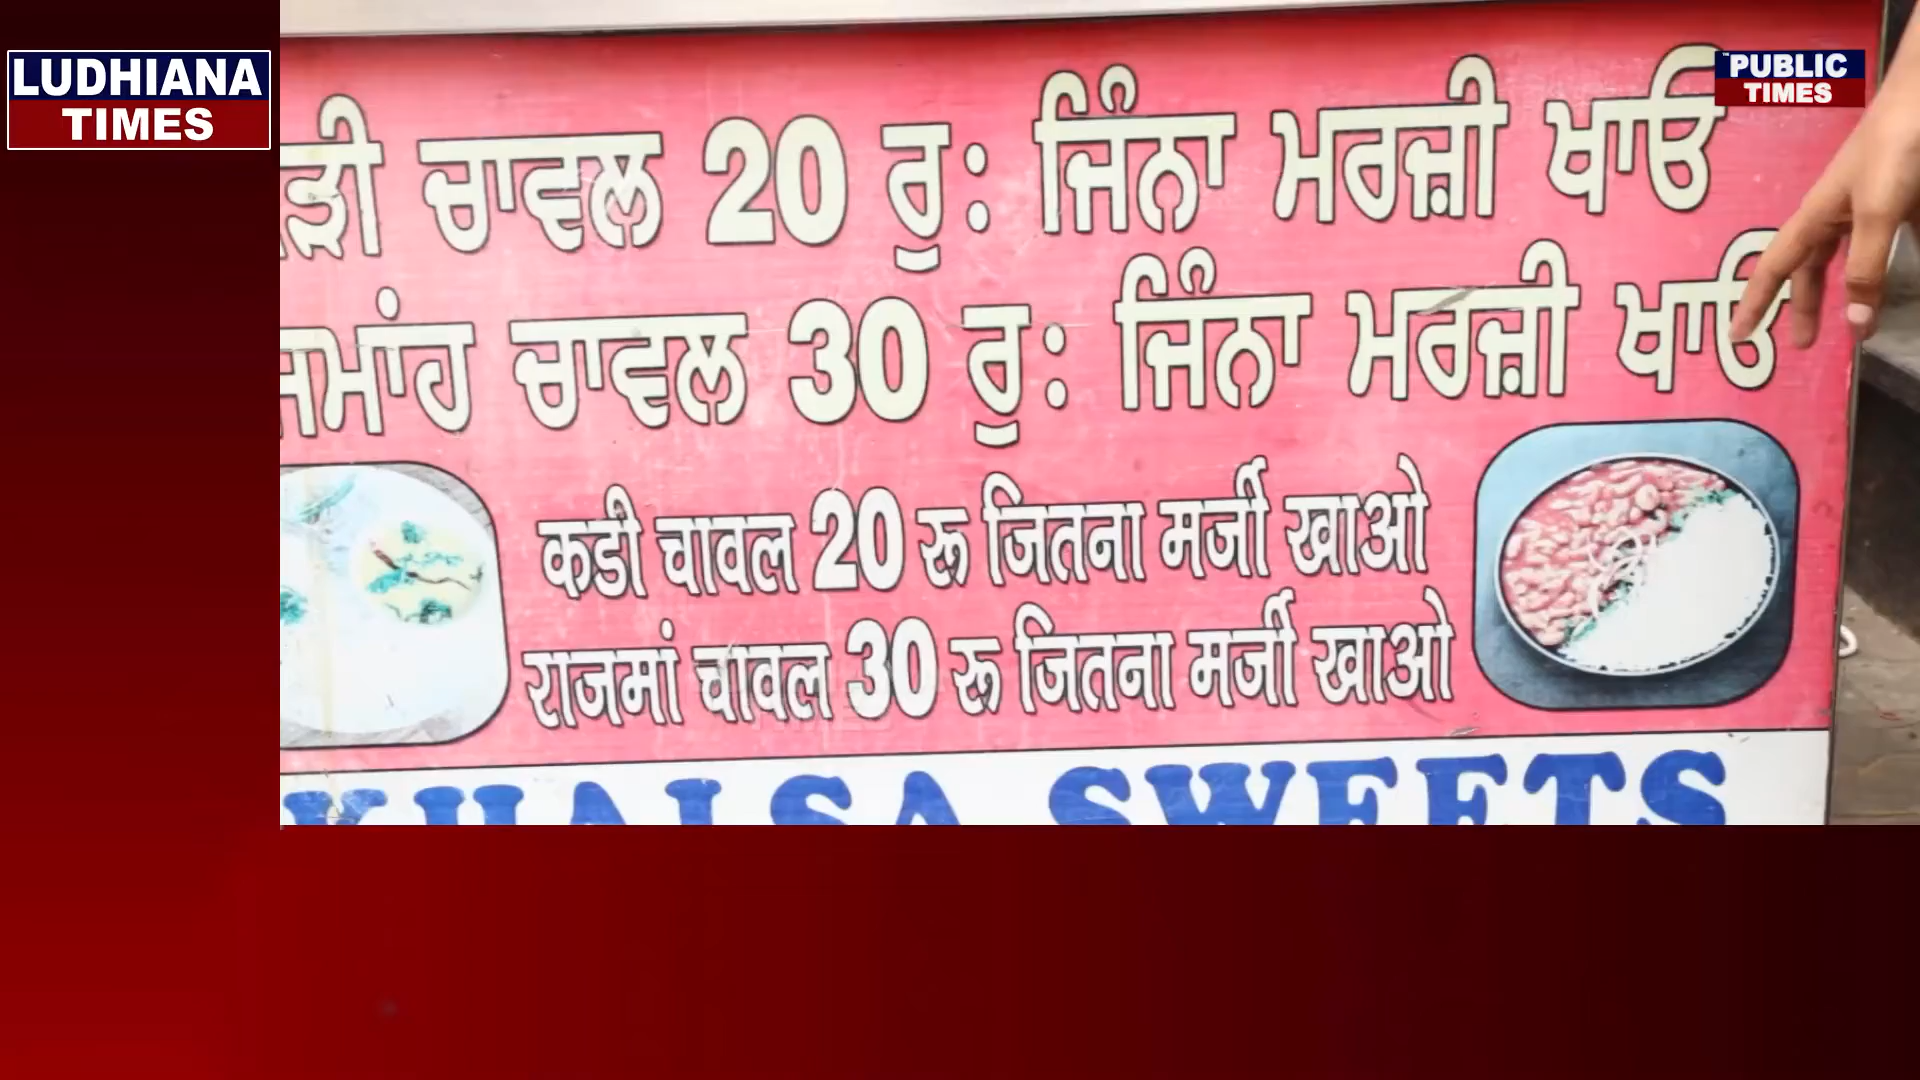 LUDHIANA
TIMES
PUBLIC
TIMES
ਚਾਵਲ 20 ਰੁ: ਜਿੰਨਾ ਮਰਜ਼ੀ ਖਾਓ
ਚਾਵਲ 30 ਰੁ: ਜਿੰਨਾ ਮਰਜ਼ੀ ਖਾਓ
कडी चावल 20 रू जितना मर्जी खाओ
राजमां चावल 30 रू जितना मर्जी खाओ
KHALSA SWEETS